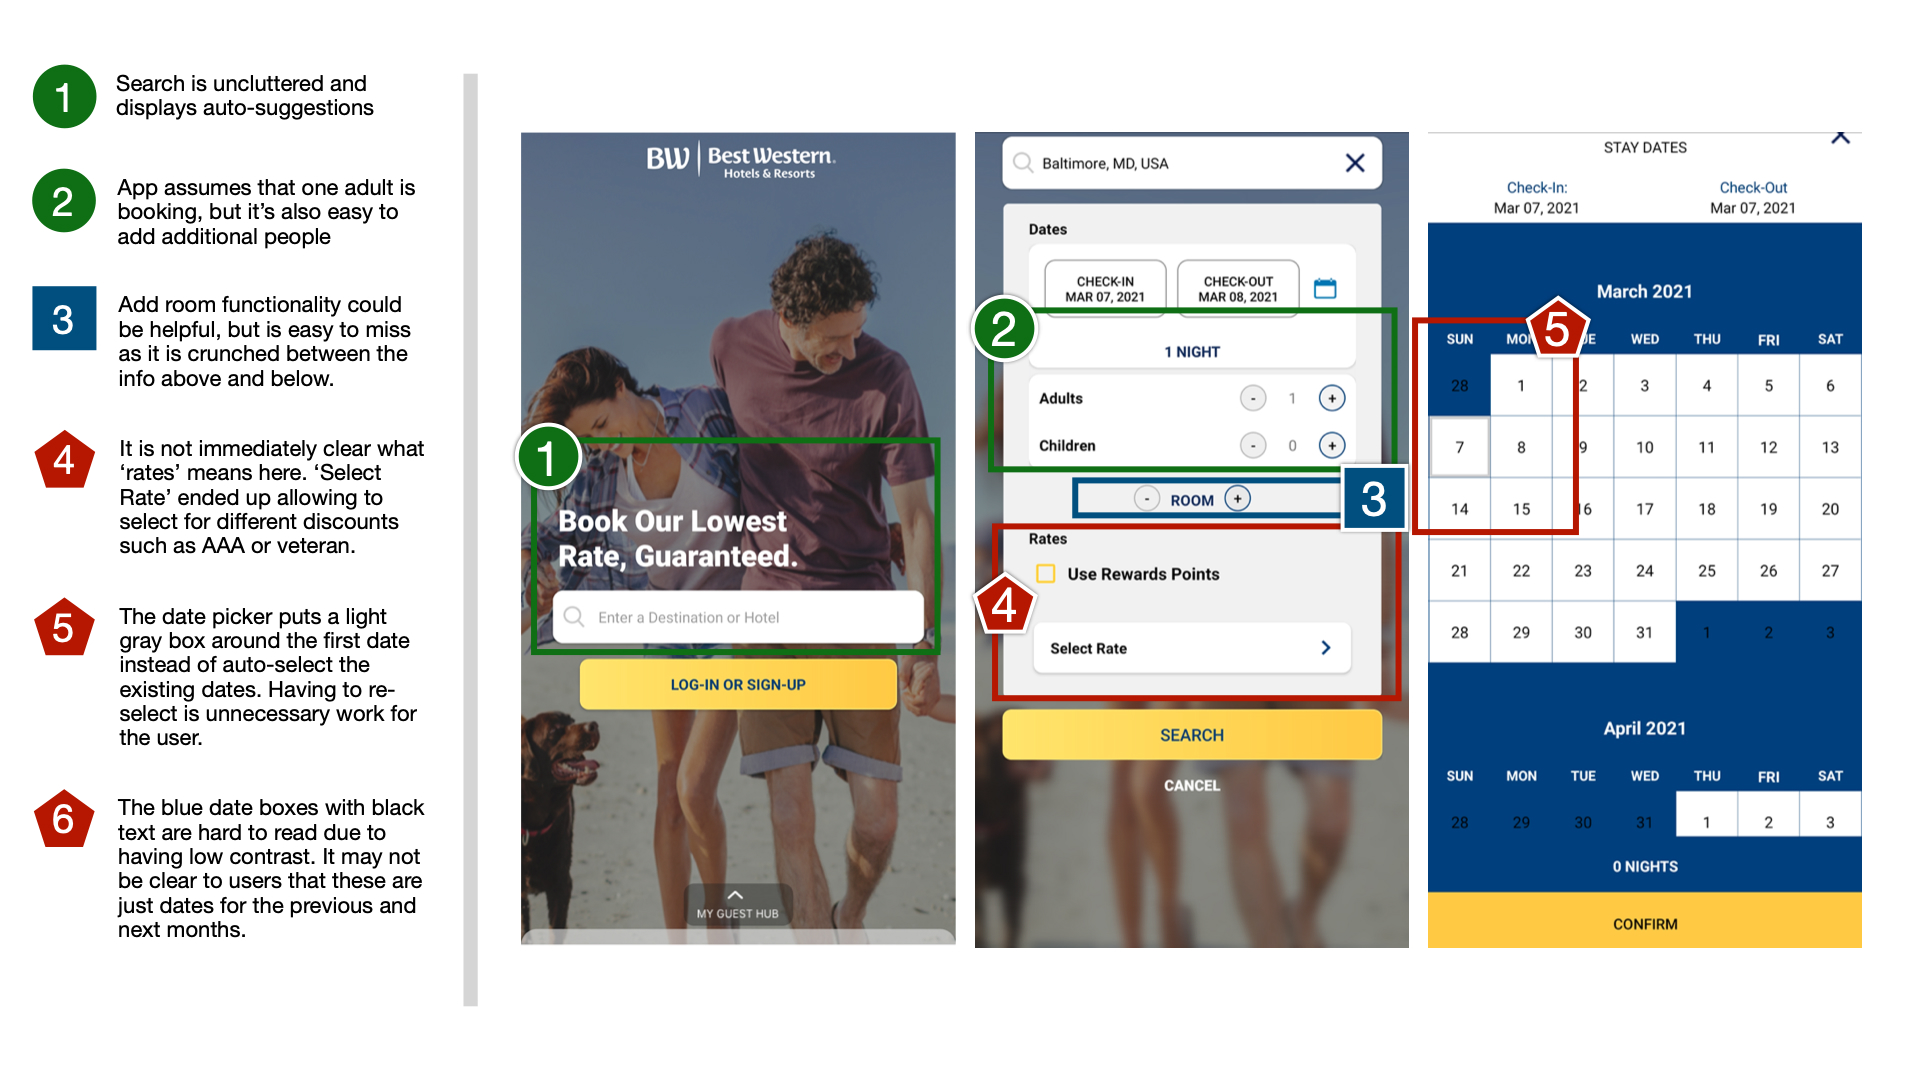 1
Search is uncluttered and
displays auto-suggestions
2
App assumes that one adult is
booking, but it’s also easy to
add additional people
3
Add room functionality could
be helpful, but is easy to miss
as it is crunched between the
info above and below.
4
It is not immediately clear what
‘rates’ means here. ‘Select
Rate’ ended up allowing to
select for different discounts
such as AAA or veteran.
5
The date picker puts a light
gray box around the first date
instead of auto-select the
existing dates. Having to re-
select is unnecessary work for
the user.
6
The blue date boxes with black
text are hard to read due to
having low contrast. It may not
be clear to users that these are
just dates for the previous and
next months.
BW Best Western.
Hotels & Resorts
1
Book Our Lowest
Rate, Guaranteed.
Enter a Destination or Hotel
LOG-IN OR SIGN-UP
MY GUEST HUB
Baltimore, MD, USA
Dates
CHECK-IN
MAR 07, 2021
CHECK-OUT
MAR 08, 2021
2
1 NIGHT
Adults - 1 +
Children - 0 +
- ROOM +
3
Rates
Use Rewards Points
4
Select Rate
SEARCH
CANCEL
STAY DATES
Check-In:
Mar 07, 2021
Check-Out
Mar 07, 2021
March 2021
5
SUN MON TUE WED THU FRI SAT
28 1 2 3 4 5 6
7 8 9 10 11 12 13
14 15 16 17 18 19 20
21 22 23 24 25 26 27
28 29 30 31 1 2 3
April 2021
SUN MON TUE WED THU FRI SAT
28 29 30 31 1 2 3
0 NIGHTS
CONFIRM